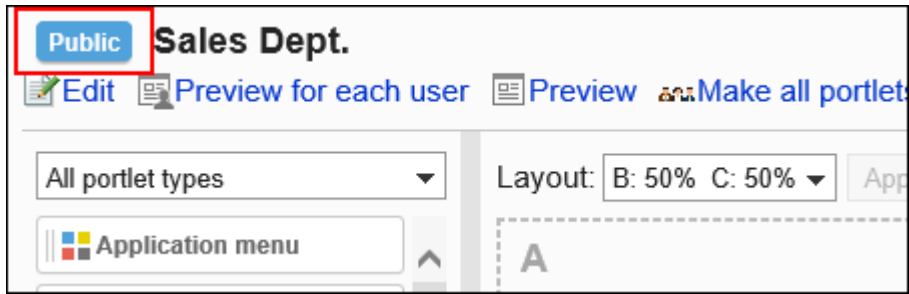 Public Sales Dept.
Edit Preview for each user Preview Make all portlets
All portlet types Layout: B: 50% C: 50% App
Application menu
A